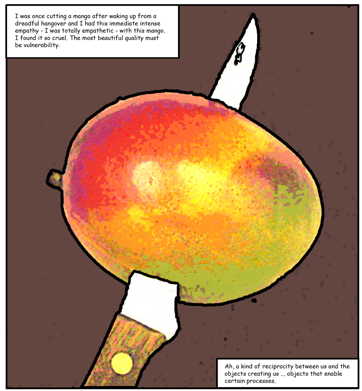 I was once cutting a mango after waking up from a
dreadful hangover and I had this immediate intense
empathy - I was totally empathetic - with this mango.
I found it so cruel. The most beautiful quality must
be vulnerability.
Ah, a kind of reciprocity between us and the
objects creating us ... objects that enable
certain processes.